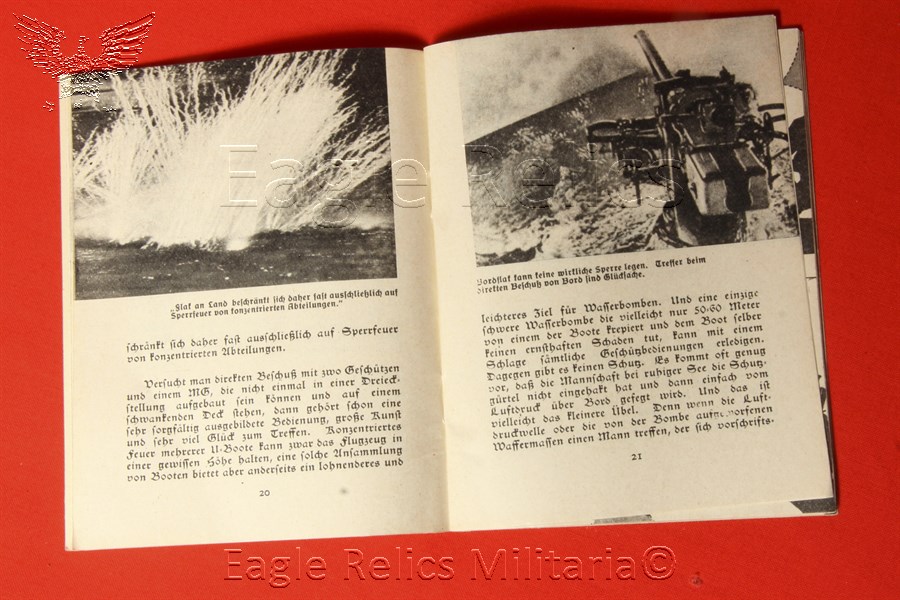 „Flak an Land beschränkt sich daher fast ausschließlich auf
Sperrfeuer von konzentrierten Abteilungen.“
schränkt sich daher fast ausschließlich auf Sperrfeuer
von konzentrierten Abteilungen.
Versucht man direkten Beschuß mit zwo Geschützen
und einem MG, die nicht einmal in einer Dreieck-
stellung aufgebaut sein können und auf einem
schwankenden Deck stehen, dann gehört schon eine
sehr sorgfältig ausgebildete Bedienung, große Kunst
und sehr viel Glück zum Treffen. Konzentriertes
Feuer mehrerer U-Boote kann zwar das Flugzeug in
einer gewissen Höhe halten, eine solche Ansammlung
von Booten bietet aber anderseits ein lohnenderes und
20
Bordflak kann keine wirkliche Sperre legen. Treffer beim
direkten Beschuß von Bord sind Glücksache.
leichteres Ziel für Wasserbomben. Und eine einzige
schwere Wasserbombe die vielleicht nur 50-60 Meter
von einem der Boote krepiert und dem Boot selber
keinen ernsthaften Schaden tut, kann mit einem
Schlage sämtliche Geschützbedienungen erledigen.
Dagegen gibt es keinen Schutz. Es kommt oft genug
vor, daß die Mannschaft bei ruhiger See die Schutz-
gürtel nicht eingehakt hat und dann einfach vom
Luftdruck über Bord gefegt wird. Und das ist
vielleicht das kleinere Übel. Denn wenn die Luft-
druckwelle oder die von der Bombe aufgeworfenen
Wassermassen einen Mann treffen, der sich vorschrifts-
21
Eagle Relics
Eagle Relics Militaria©